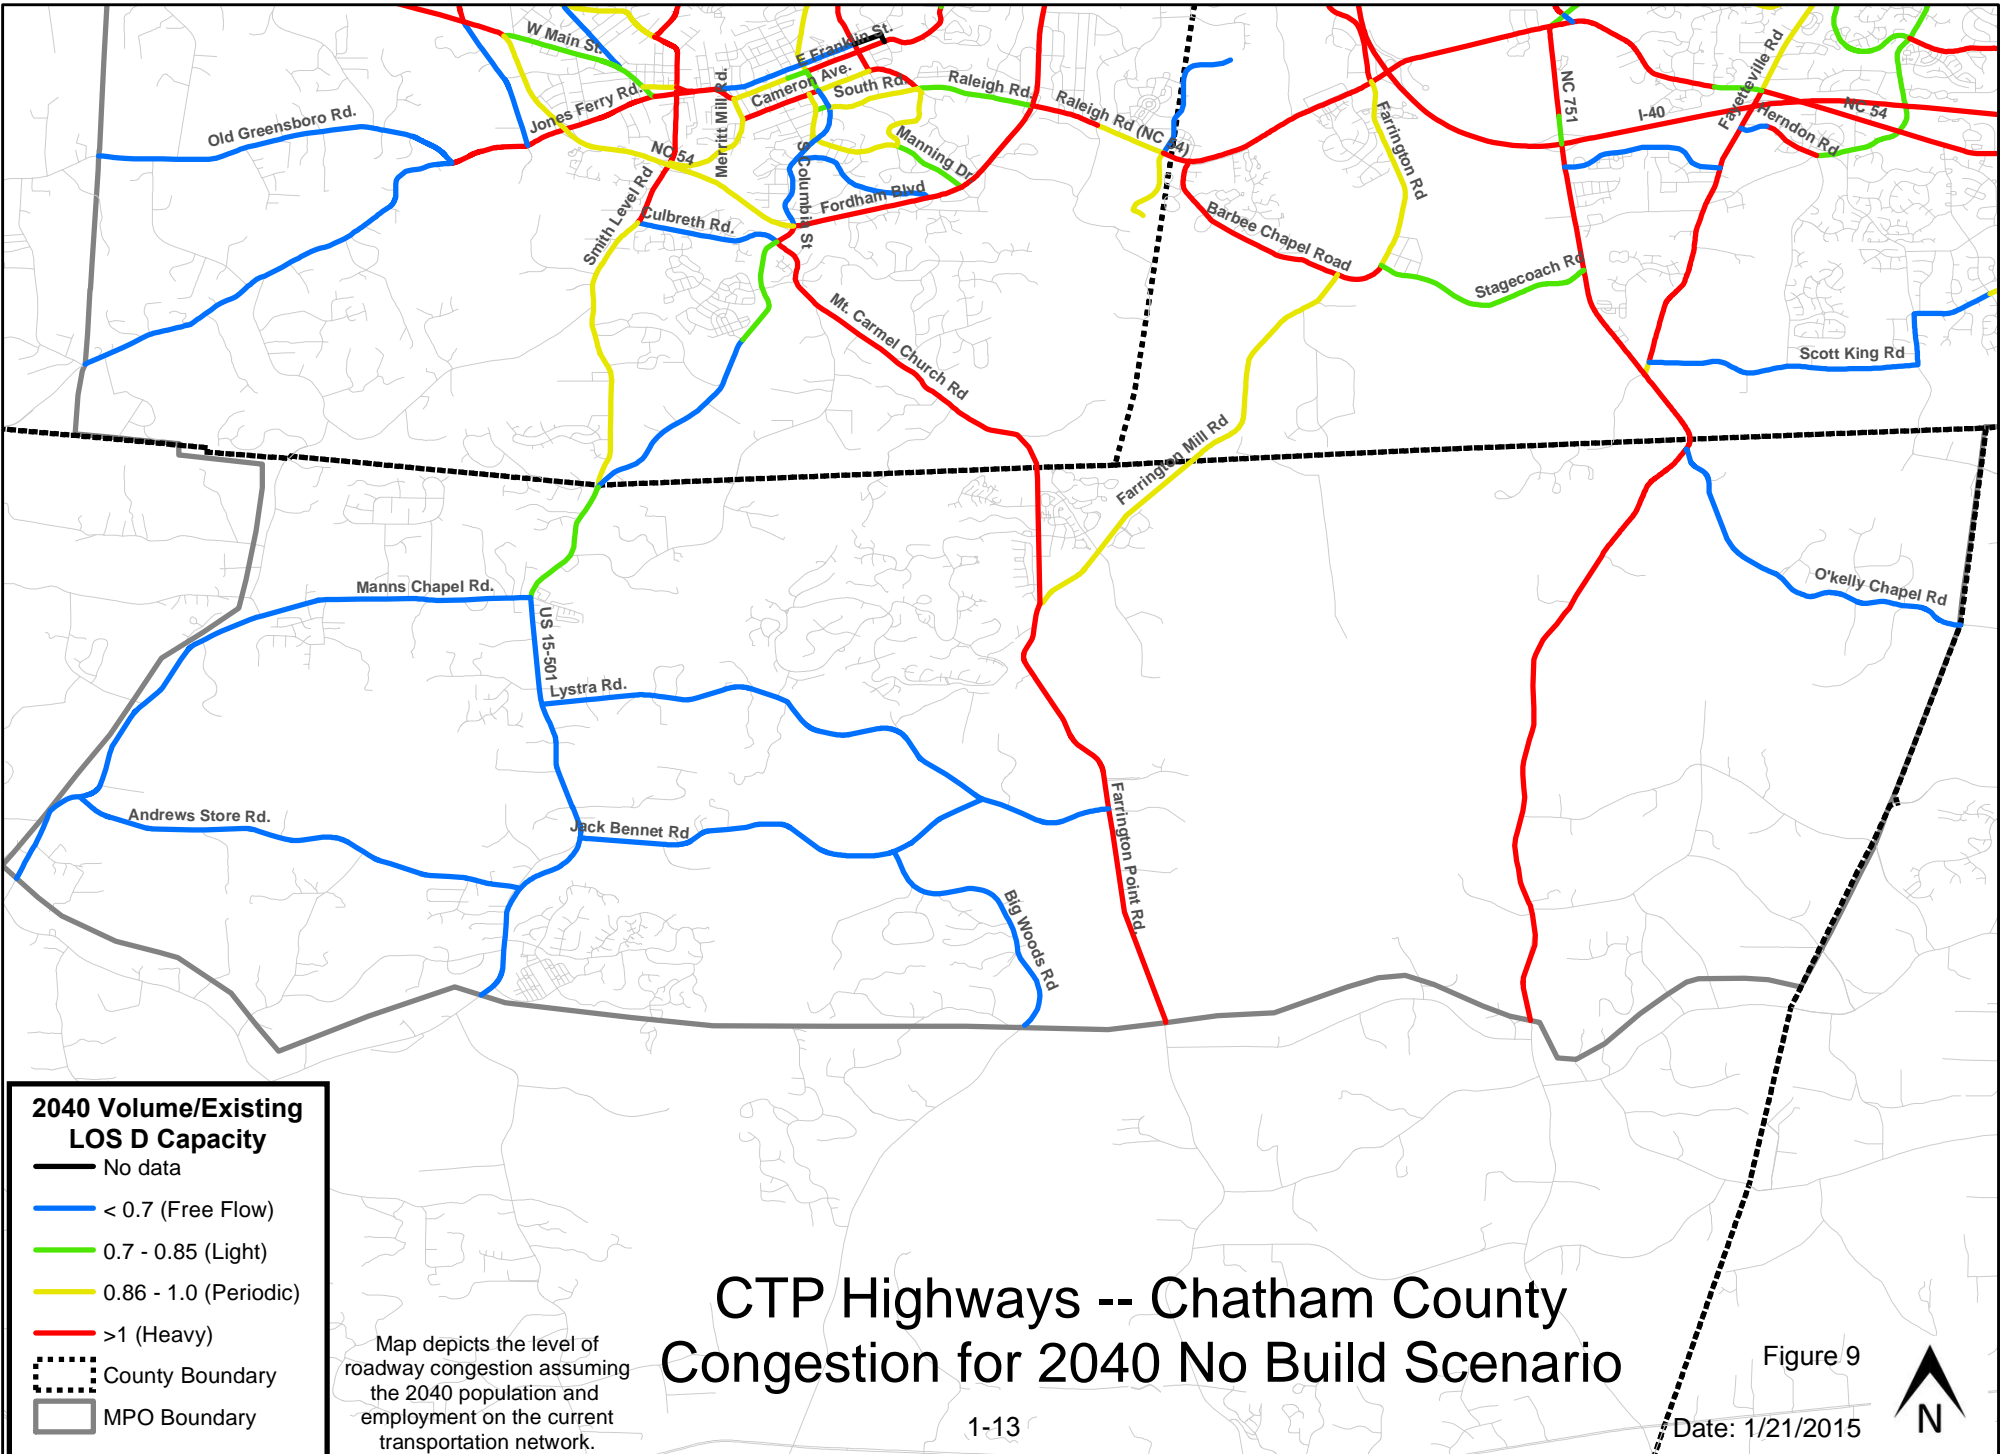 W Main St.
E Franklin St.
Cameron Ave.
South Rd.
Raleigh Rd.
Raleigh Rd (NC 54)
Jones Ferry Rd.
Merritt Mill Rd.
Old Greensboro Rd.
NC 54
Manning Dr
S Columbia St
Fordham Blvd
Smith Level Rd
Culbreth Rd.
Mt. Carmel Church Rd
Barbee Chapel Road
Farrington Rd
Stagecoach Rd
NC 751
I-40
Fayetteville Rd
NC 54
Herndon Rd
Scott King Rd
Farrington Mill Rd
O'kelly Chapel Rd
Manns Chapel Rd.
US 15-501
Lystra Rd.
Andrews Store Rd.
Jack Bennet Rd
Big Woods Rd
Farrington Point Rd.
2040 Volume/Existing
LOS D Capacity
No data
< 0.7 (Free Flow)
0.7 - 0.85 (Light)
0.86 - 1.0 (Periodic)
>1 (Heavy)
County Boundary
MPO Boundary
Map depicts the level of
roadway congestion assuming
the 2040 population and
employment on the current
transportation network.
CTP Highways -- Chatham County
Congestion for 2040 No Build Scenario
1-13
Figure 9
Date: 1/21/2015
N